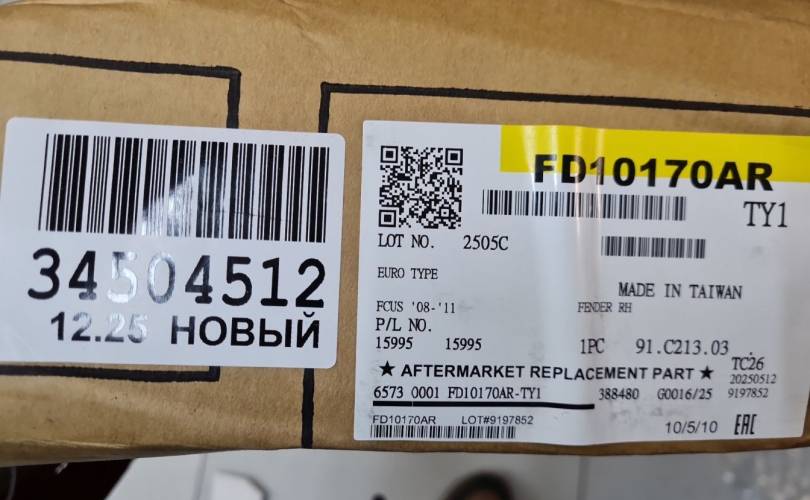 34504512
12.25 НОВЫЙ
FD10170AR
TY1
LOT NO. 2505C
EURO TYPE
MADE IN TAIWAN
FCUS '08-'11 FENDER RH
P/L NO.
15995 15995 1PC 91.C213.03
★ AFTERMARKET REPLACEMENT PART ★ TC26
20250512
6573 0001 FD10170AR-TY1 388480 G0016/25 9197852
FD10170AR LOT#9197852
10/5/10 EAC